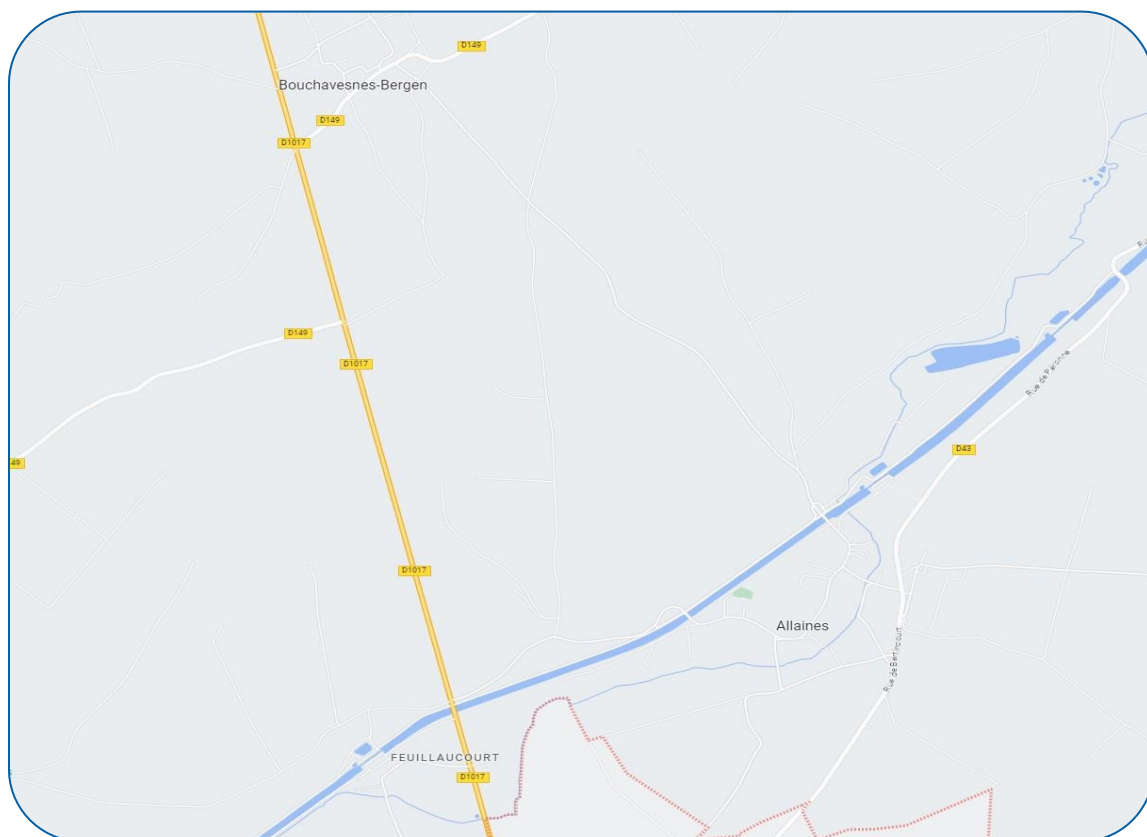 D149
Bouchavesnes-Bergen
D149
D1017
D149
D1017
Rue de Péronne
D43
49
D1017
Allaines
Rue de Bertincourt
FEUILLAUCOURT
D1017